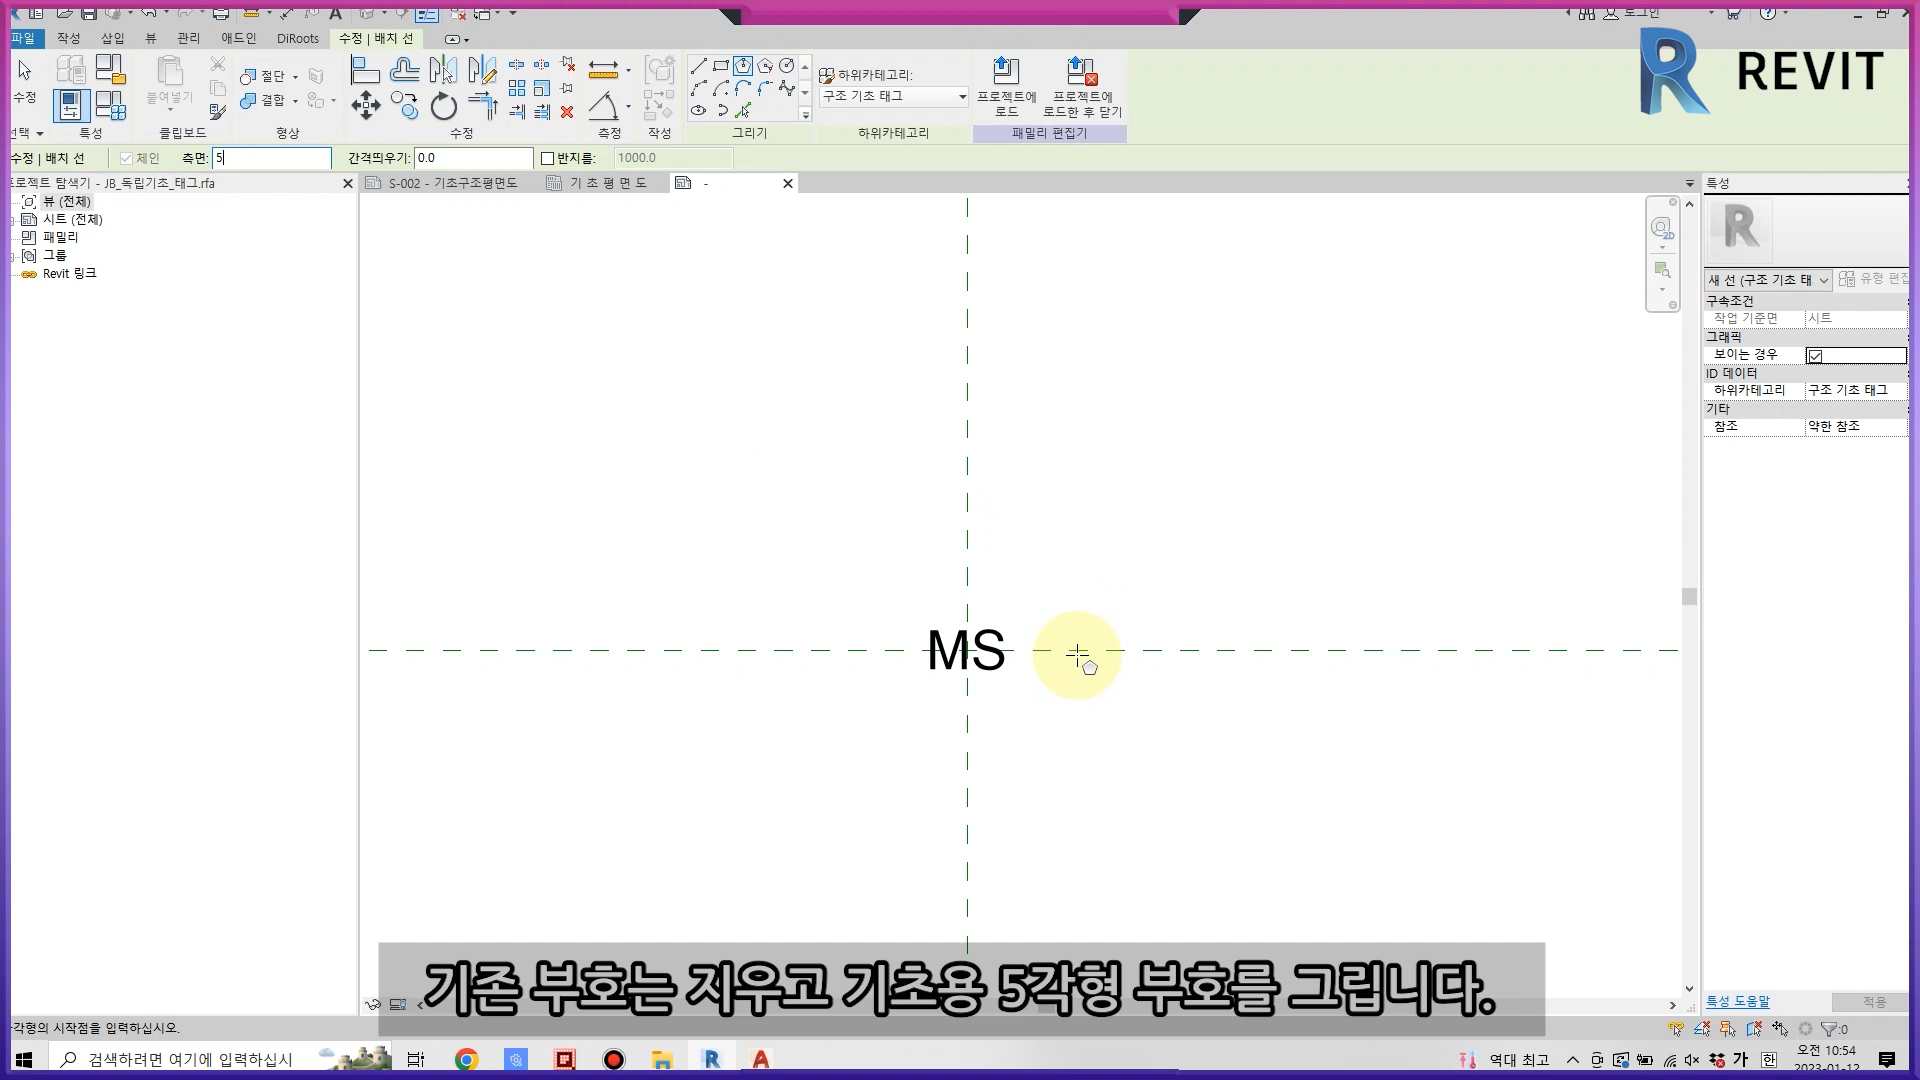 로그인
파일 작성 삽입 뷰 관리 애드인 DiRoots 수정 | 배치 선
REVIT
수정
붙여넣기
절단
결합
하위카테고리:
구조 기초 태그
프로젝트에 로드
프로젝트에 로드한 후 닫기
특성 클립보드 형상 수정 측정 작성 그리기 하위카테고리 패밀리 편집기
수정 | 배치 선 체인 측면: 5 간격띄우기: 0.0 반지름: 1000.0
프로젝트 탐색기 - JB_독립기초_태그.rfa
S-002 - 기초구조평면도 기 초 평 면 도 -
특성
뷰 (전체)
시트 (전체)
패밀리
그룹
Revit 링크
2D
새 선 (구조 기초 태
구속조건
작업 기준면 시트
그래픽
보이는 경우
ID 데이터
하위카테고리 구조 기초 태그
기타
참조 약한 참조
MS
기존 부호는 지우고 기초용 5각형 부호를 그립니다.
특성 도움말 적용
각형의 시작점을 입력하십시오.
:0
검색하려면 여기에 입력하십시
역대 최고
가
오전 10:54
2023-01-12